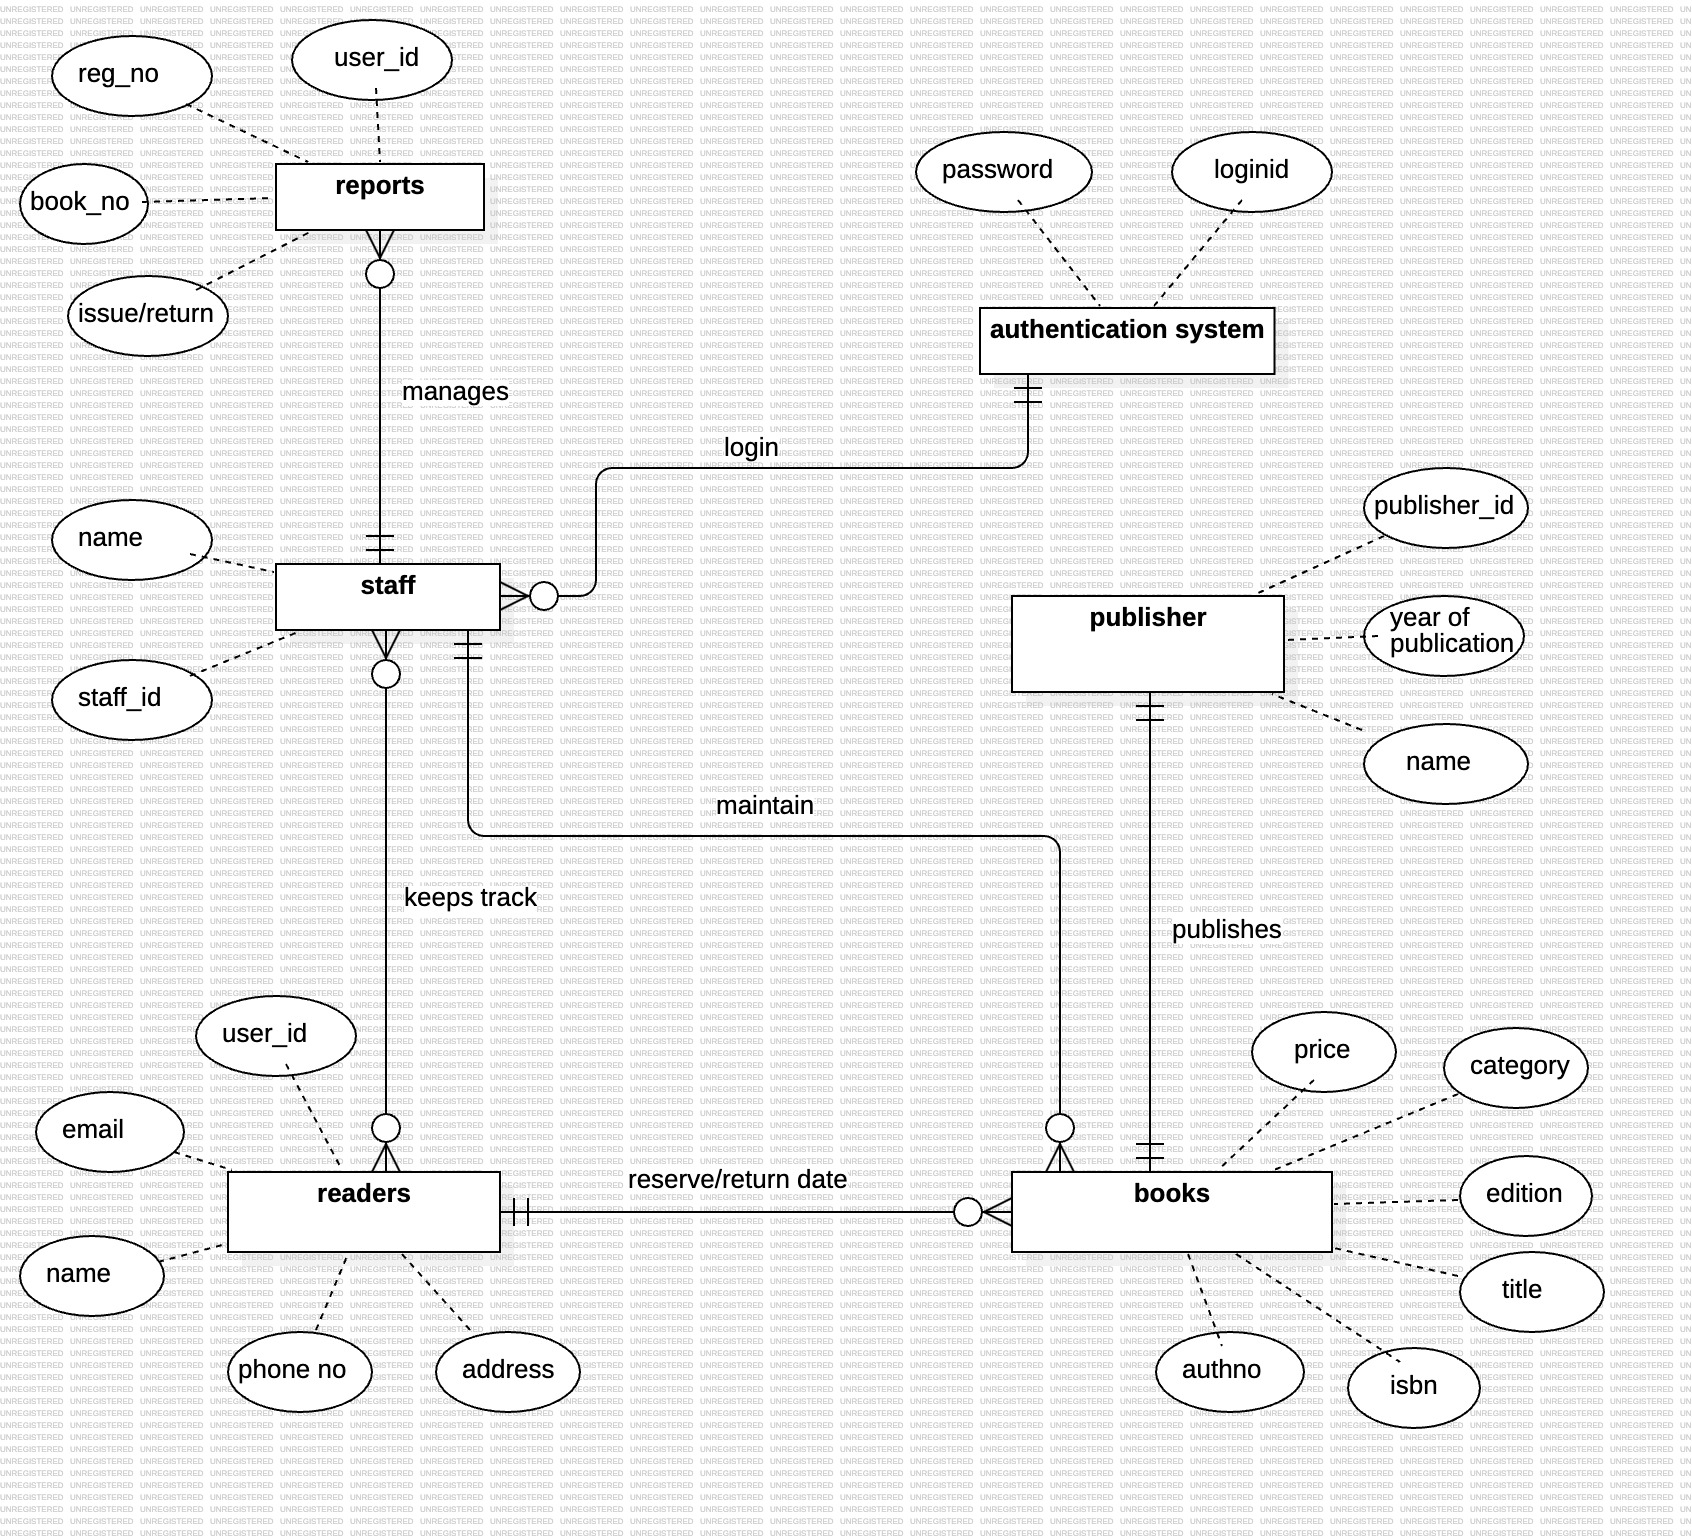 user_id
reg_no
password
loginid
reports
book_no
issue/return
authentication system
manages
login
publisher_id
name
staff
publisher
year of
publication
staff_id
name
maintain
keeps track
publishes
user_id
price
category
email
reserve/return date
readers
books
edition
name
title
phone no
address
authno
isbn
UNREGISTERED